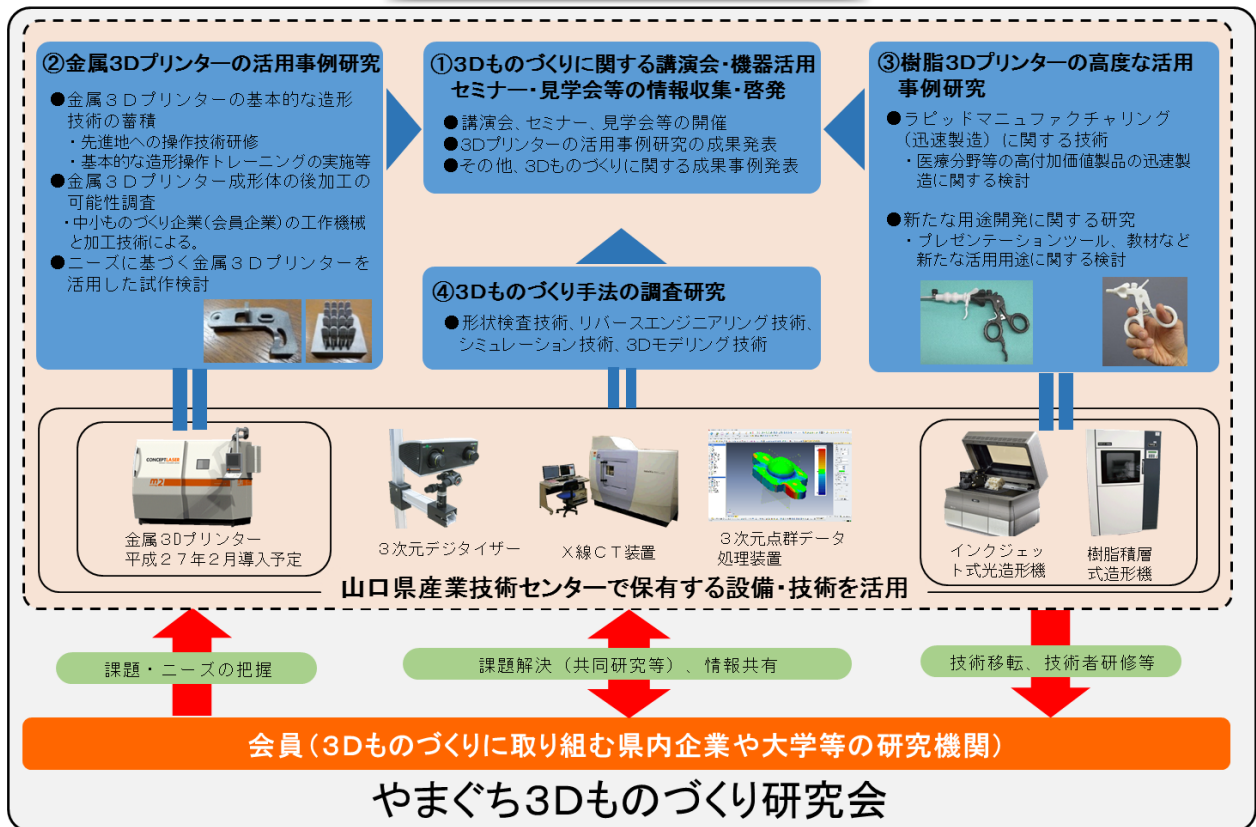 ②金属3Dプリンターの活用事例研究
●金属３Ｄプリンターの基本的な造形
技術の蓄積
・先進地への操作技術研修
・基本的な造形操作トレーニングの実施等
●金属３Ｄプリンター成形体の後加工の
可能性調査
・中小ものづくり企業(会員企業)の工作機械
と加工技術による。
●ニーズに基づく金属３Ｄプリンターを
活用した試作検討
①3Dものづくりに関する講演会・機器活用
セミナー・見学会等の情報収集・啓発
●講演会、セミナー、見学会等の開催
●3Dプリンターの活用事例研究の成果発表
●その他、3Dものづくりに関する成果事例発表
③樹脂3Dプリンターの高度な活用
事例研究
●ラピッドマニュファクチャリング
（迅速製造）に関する技術
・医療分野等の高付加価値製品の迅速製
造に関する検討
●新たな用途開発に関する研究
・プレゼンテーションツール、教材など
新たな活用用途に関する検討
④3Dものづくり手法の調査研究
●形状検査技術、リバースエンジニアリング技術、
シミュレーション技術、3Dモデリング技術
CONCEPTLASER
m2
金属3Dプリンター
平成２７年２月導入予定
３次元デジタイザー
X線ＣＴ装置
３次元点群データ
処理装置
インクジェッ
ト式光造形機
樹脂積層
式造形機
山口県産業技術センターで保有する設備・技術を活用
課題・ニーズの把握
課題解決（共同研究等）、情報共有
技術移転、技術者研修等
会員（3Dものづくりに取り組む県内企業や大学等の研究機関）
やまぐち3Dものづくり研究会